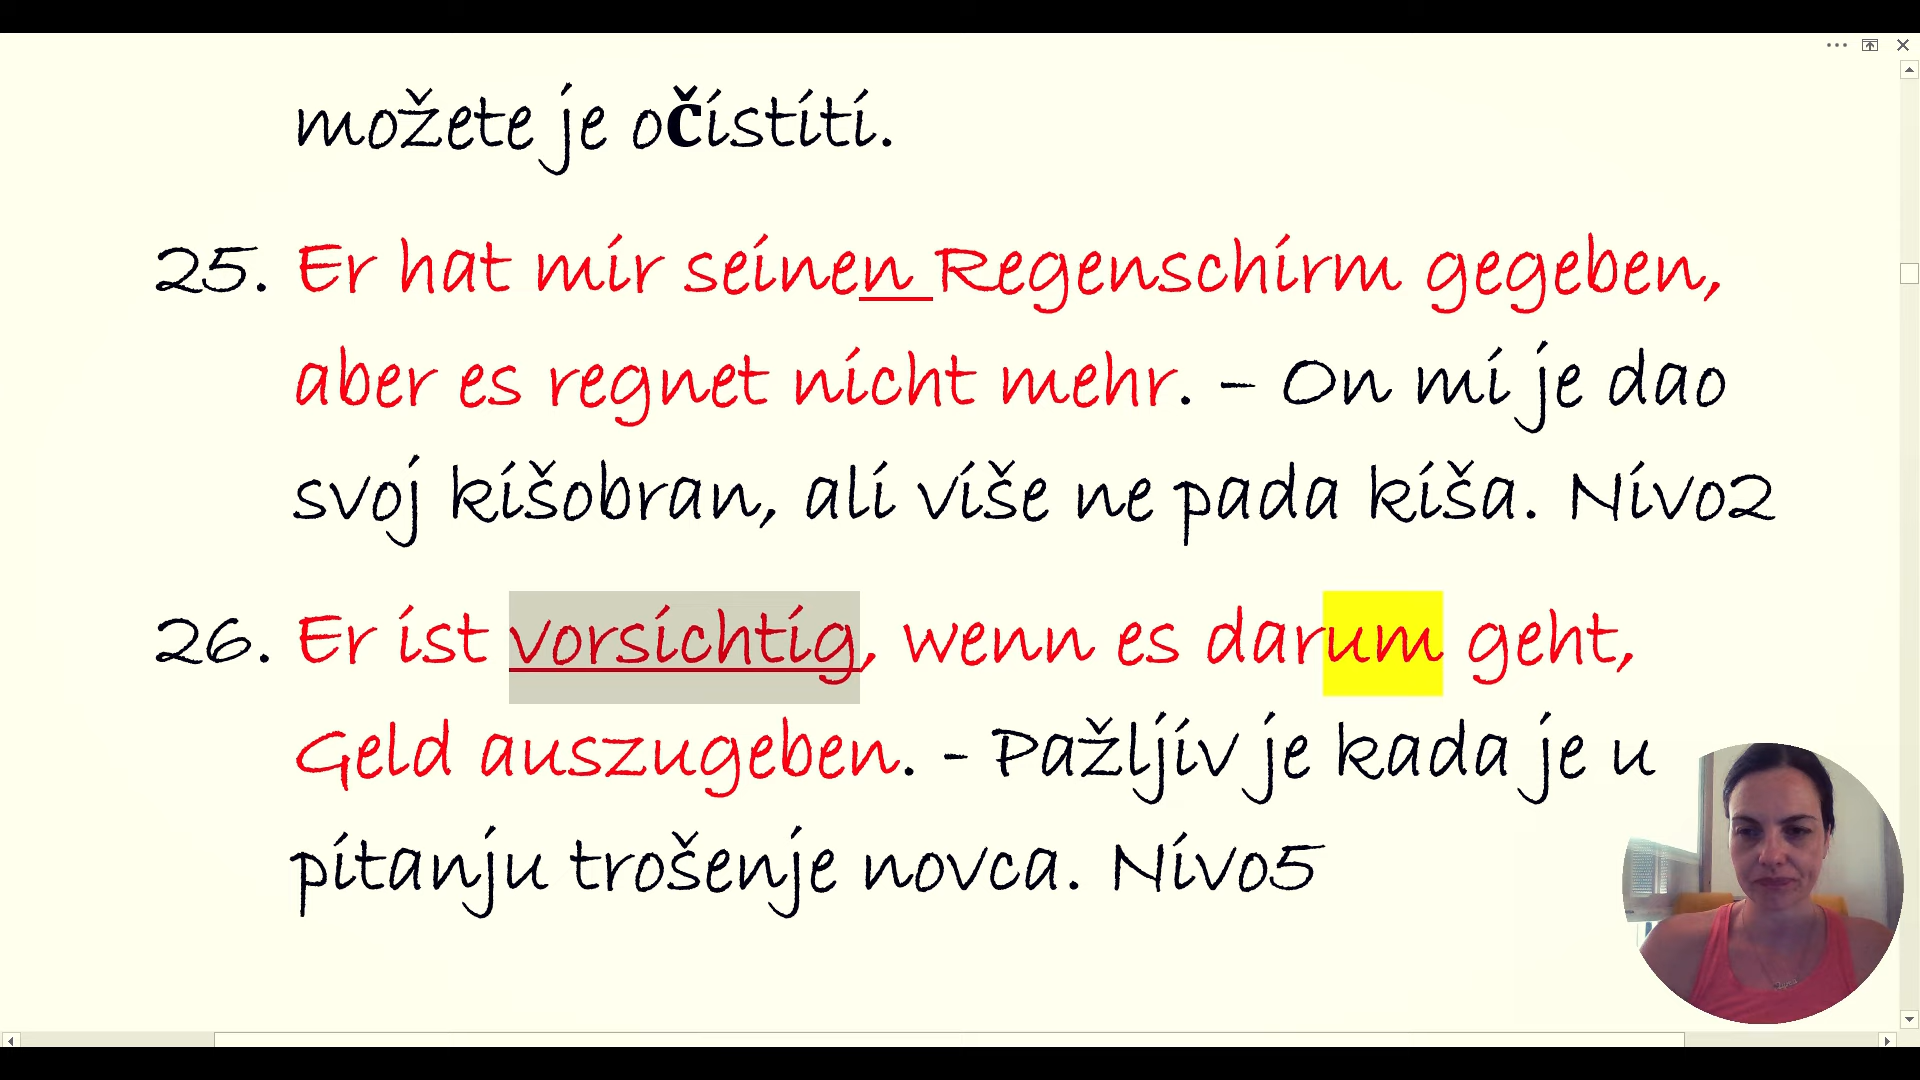 možete je očistiti.
25. Er hat mir seinen Regenschirm gegeben,
aber es regnet nicht mehr. – On mi je dao
svoj kišobran, ali više ne pada kiša. Nivo2
26. Er ist vorsichtig, wenn es darum geht,
Geld auszugeben. - Pažljiv je kada je u
pitanju trošenje novca. Nivo5